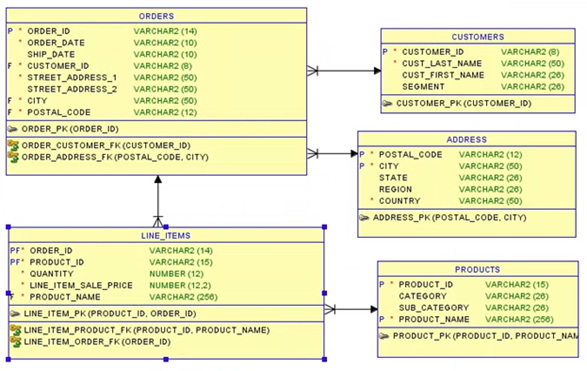 ORDERS
P * ORDER_ID VARCHAR2 (14)
* ORDER_DATE VARCHAR2 (10)
SHIP_DATE VARCHAR2 (10)
F * CUSTOMER_ID VARCHAR2 (8)
* STREET_ADDRESS_1 VARCHAR2 (50)
STREET_ADDRESS_2 VARCHAR2 (50)
F * CITY VARCHAR2 (50)
F * POSTAL_CODE VARCHAR2 (12)
ORDER_PK (ORDER_ID)
ORDER_CUSTOMER_FK (CUSTOMER_ID)
ORDER_ADDRESS_FK (POSTAL_CODE, CITY)
CUSTOMERS
P * CUSTOMER_ID VARCHAR2 (8)
* CUST_LAST_NAME VARCHAR2 (50)
CUST_FIRST_NAME VARCHAR2 (26)
SEGMENT VARCHAR2 (26)
CUSTOMER_PK (CUSTOMER_ID)
ADDRESS
P * POSTAL_CODE VARCHAR2 (12)
P * CITY VARCHAR2 (50)
STATE VARCHAR2 (26)
REGION VARCHAR2 (26)
* COUNTRY VARCHAR2 (50)
ADDRESS_PK (POSTAL_CODE, CITY)
LINE_ITEMS
PF* ORDER_ID VARCHAR2 (14)
PF* PRODUCT_ID VARCHAR2 (15)
* QUANTITY NUMBER (12)
* LINE_ITEM_SALE_PRICE NUMBER (12,2)
F * PRODUCT_NAME VARCHAR2 (256)
LINE_ITEM_PK (PRODUCT_ID, ORDER_ID)
LINE_ITEM_PRODUCT_FK (PRODUCT_ID, PRODUCT_NAME)
LINE_ITEM_ORDER_FK (ORDER_ID)
PRODUCTS
P * PRODUCT_ID VARCHAR2 (15)
CATEGORY VARCHAR2 (26)
SUB_CATEGORY VARCHAR2 (26)
P * PRODUCT_NAME VARCHAR2 (256)
PRODUCT_PK (PRODUCT_ID, PRODUCT_NAM